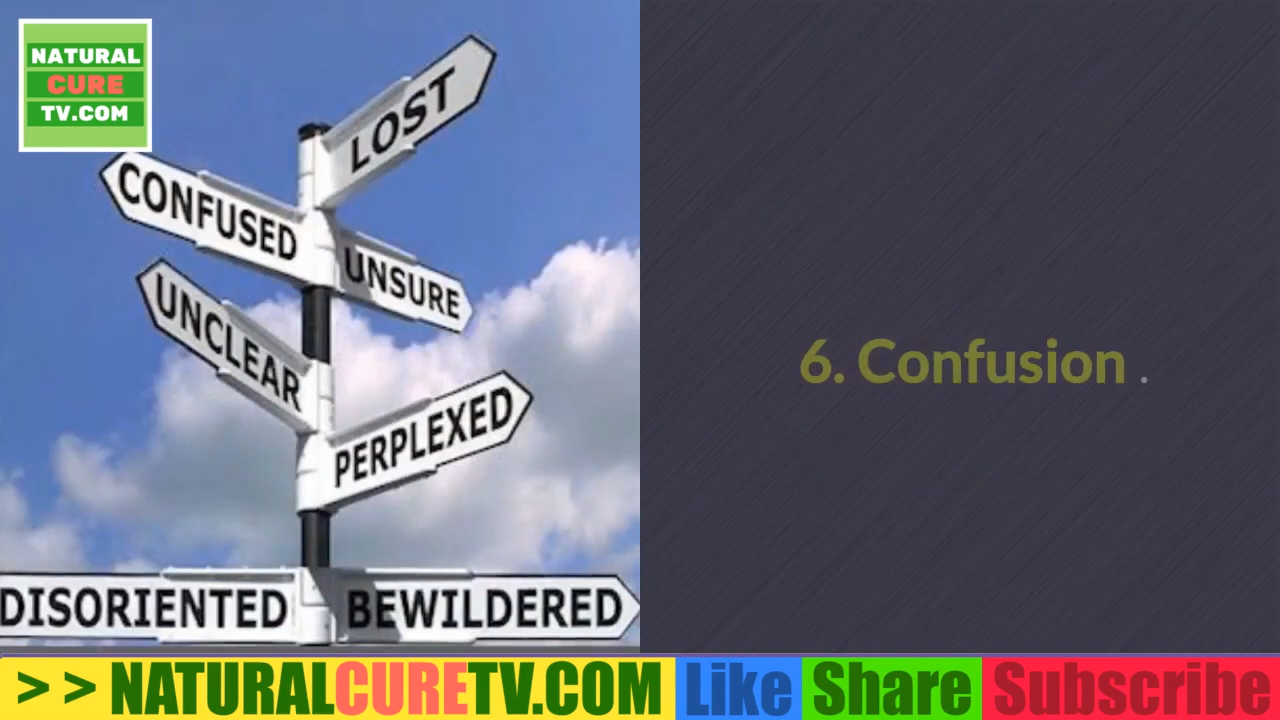 NATURAL
CURE
TV.COM
LOST
CONFUSED
UNSURE
UNCLEAR
PERPLEXED
DISORIENTED
BEWILDERED
6. Confusion .
> > NATURALCURETV.COM Like Share Subscribe